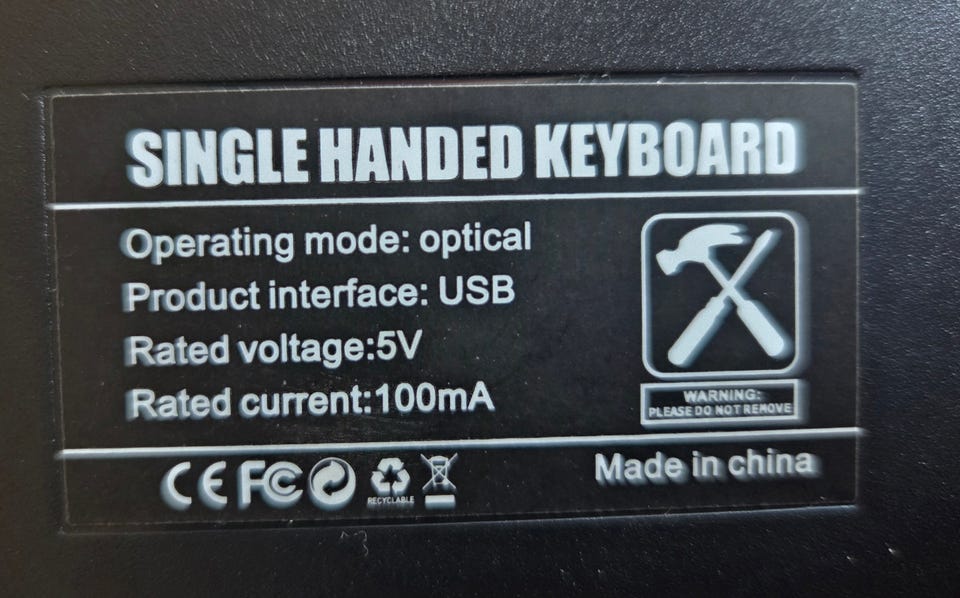 SINGLE HANDED KEYBOARD
Operating mode: optical
Product interface: USB
Rated voltage:5V
Rated current:100mA
WARNING:
PLEASE DO NOT REMOVE
CE FC
RECYCLABLE
Made in china